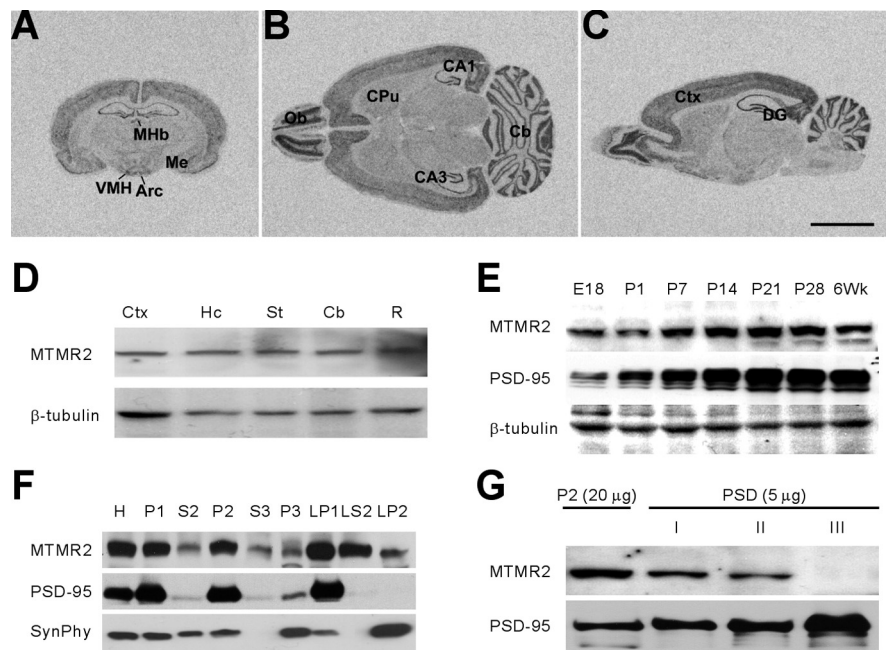 A
B
C
MHb
Me
VMH Arc
Ob
CPu
CA1
Cb
CA3
Ctx
DG
D
Ctx Hc St Cb R
MTMR2
β-tubulin
E
E18 P1 P7 P14 P21 P28 6Wk
MTMR2
PSD-95
β-tubulin
F
H P1 S2 P2 S3 P3 LP1 LS2 LP2
MTMR2
PSD-95
SynPhy
G
P2 (20 μg) PSD (5 μg)
I II III
MTMR2
PSD-95